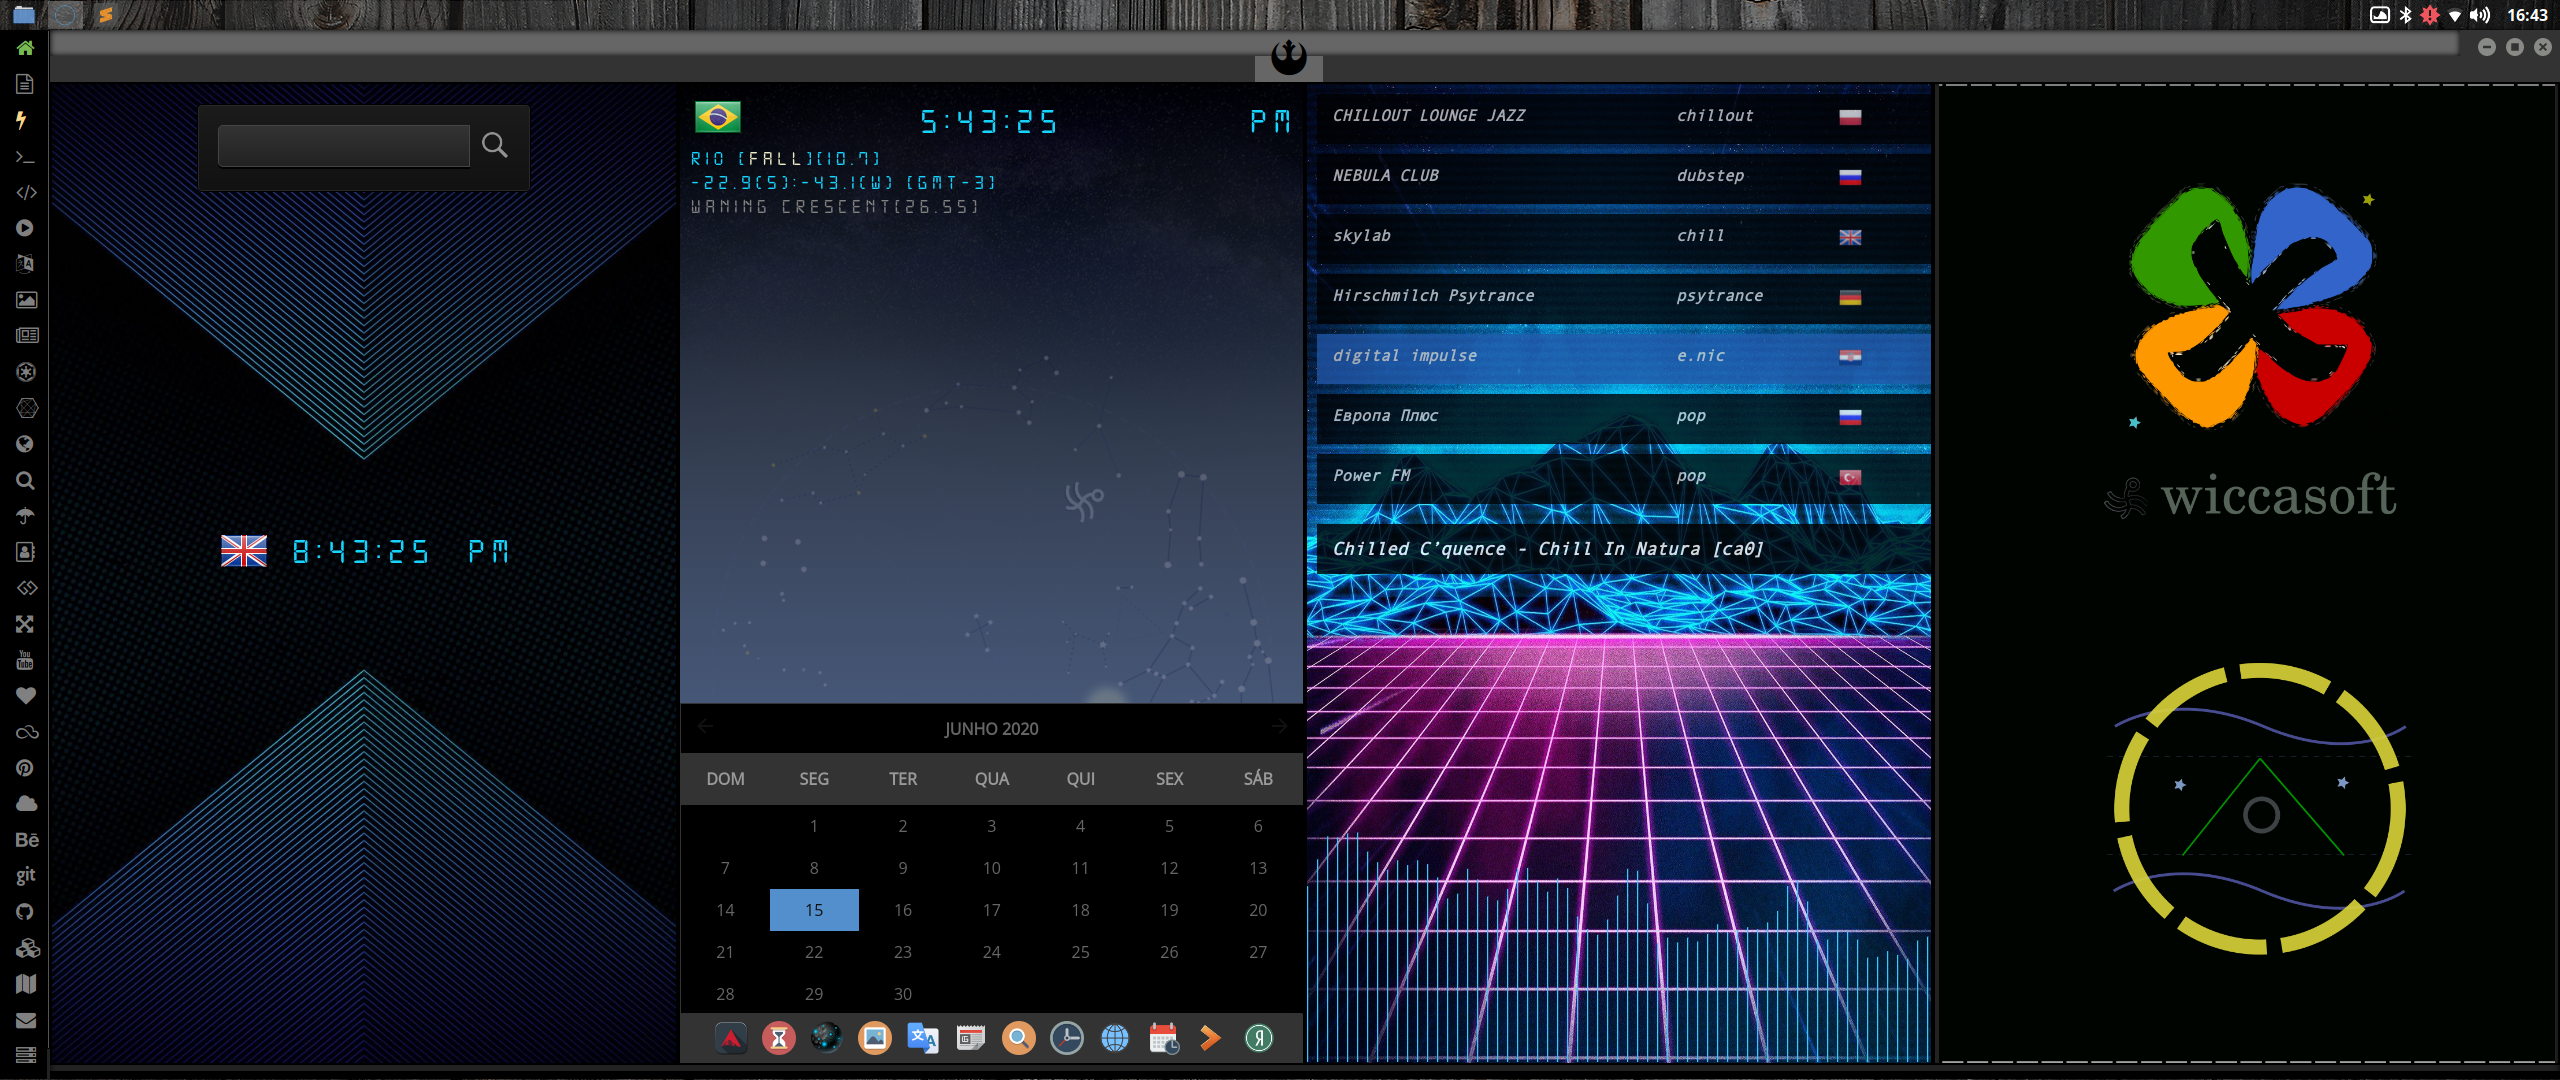 16:43
You
Tube
Bē
git
8:43:25 PM
5:43:25 PM
RIO [FALL][10.7]
-22.9(S):-43.1(W) [GMT-3]
WANING CRESCENT[26.55]
JUNHO 2020
DOM SEG TER QUA QUI SEX SÁB
1 2 3 4 5 6
7 8 9 10 11 12 13
14 15 16 17 18 19 20
21 22 23 24 25 26 27
28 29 30
CHILLOUT LOUNGE JAZZ chillout
NEBULA CLUB dubstep
skylab chill
Hirschmilch Psytrance psytrance
digital impulse e.nic
Европа Плюс pop
Power FM pop
Chilled C'quence - Chill In Natura [ca0]
wiccasoft